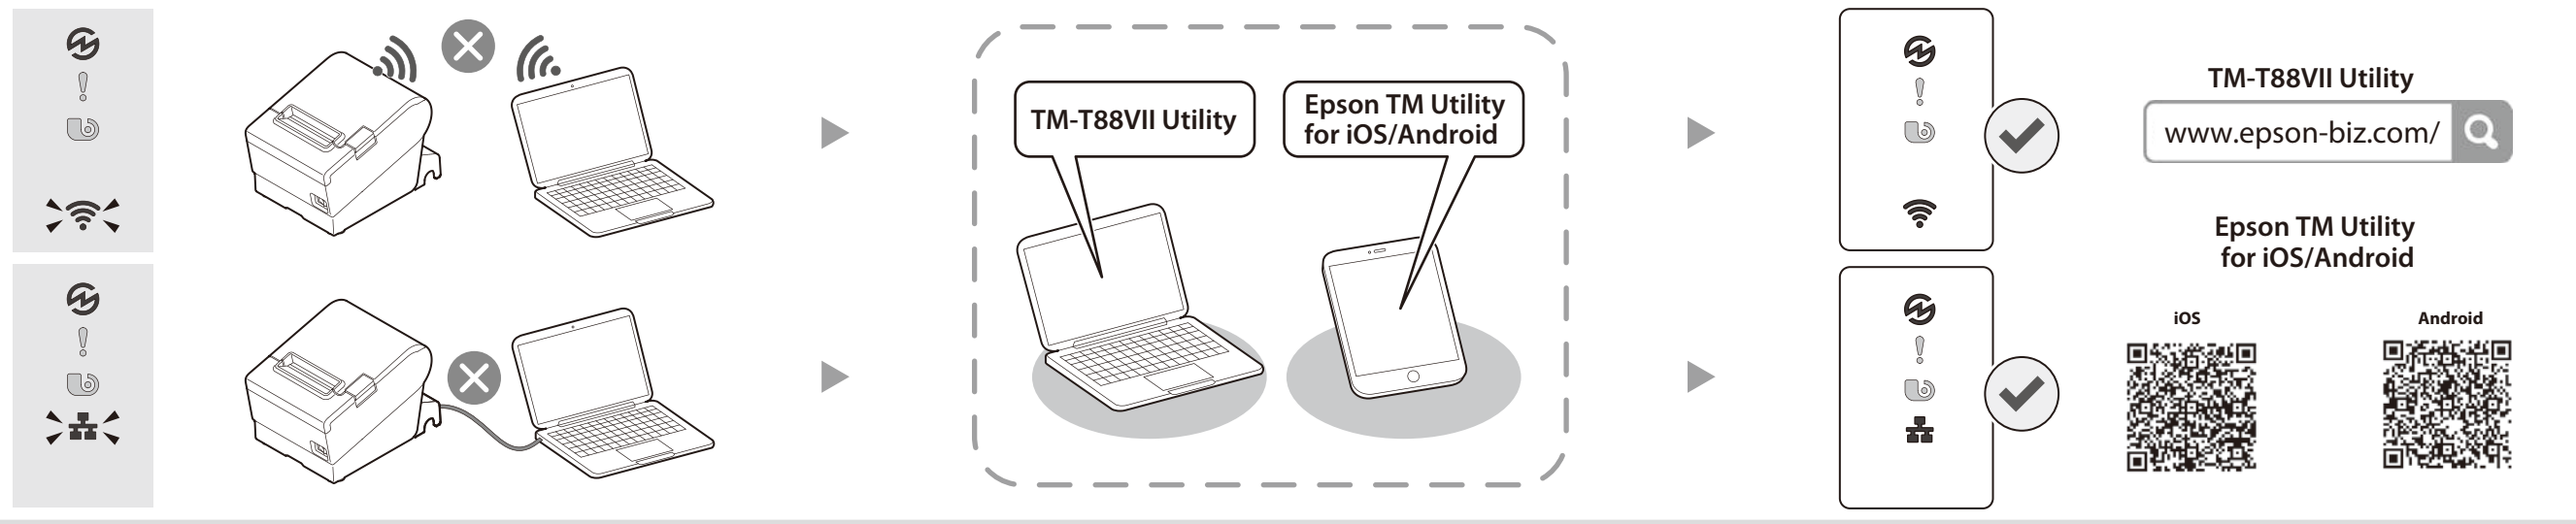 TM-T88VII Utility
Epson TM Utility
for iOS/Android
TM-T88VII Utility
www.epson-biz.com/
Epson TM Utility
for iOS/Android
iOS
Android